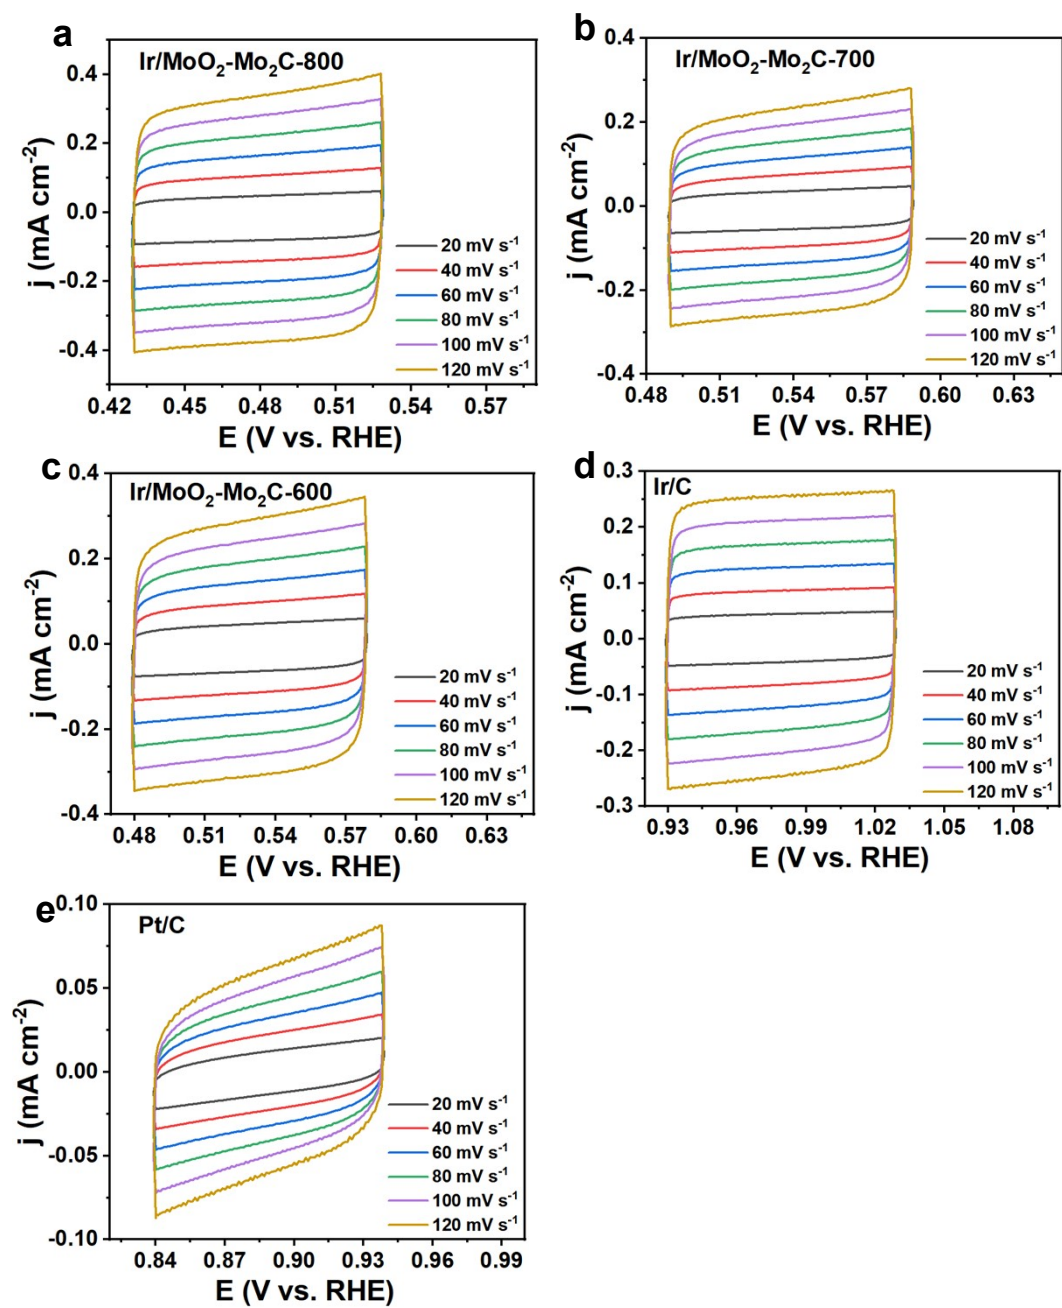 a
Ir/MoO₂-Mo₂C-800
j (mA cm⁻²)
0.4
0.2
0.0
-0.2
-0.4
20 mV s⁻¹
40 mV s⁻¹
60 mV s⁻¹
80 mV s⁻¹
100 mV s⁻¹
120 mV s⁻¹
0.42 0.45 0.48 0.51 0.54 0.57
E (V vs. RHE)
b
Ir/MoO₂-Mo₂C-700
j (mA cm⁻²)
0.4
0.2
0.0
-0.2
-0.4
20 mV s⁻¹
40 mV s⁻¹
60 mV s⁻¹
80 mV s⁻¹
100 mV s⁻¹
120 mV s⁻¹
0.48 0.51 0.54 0.57 0.60 0.63
E (V vs. RHE)
c
Ir/MoO₂-Mo₂C-600
j (mA cm⁻²)
0.4
0.2
0.0
-0.2
-0.4
20 mV s⁻¹
40 mV s⁻¹
60 mV s⁻¹
80 mV s⁻¹
100 mV s⁻¹
120 mV s⁻¹
0.48 0.51 0.54 0.57 0.60 0.63
E (V vs. RHE)
d
Ir/C
j (mA cm⁻²)
0.3
0.2
0.1
0.0
-0.1
-0.2
-0.3
20 mV s⁻¹
40 mV s⁻¹
60 mV s⁻¹
80 mV s⁻¹
100 mV s⁻¹
120 mV s⁻¹
0.93 0.96 0.99 1.02 1.05 1.08
E (V vs. RHE)
e
Pt/C
j (mA cm⁻²)
0.10
0.05
0.00
-0.05
-0.10
20 mV s⁻¹
40 mV s⁻¹
60 mV s⁻¹
80 mV s⁻¹
100 mV s⁻¹
120 mV s⁻¹
0.84 0.87 0.90 0.93 0.96 0.99
E (V vs. RHE)